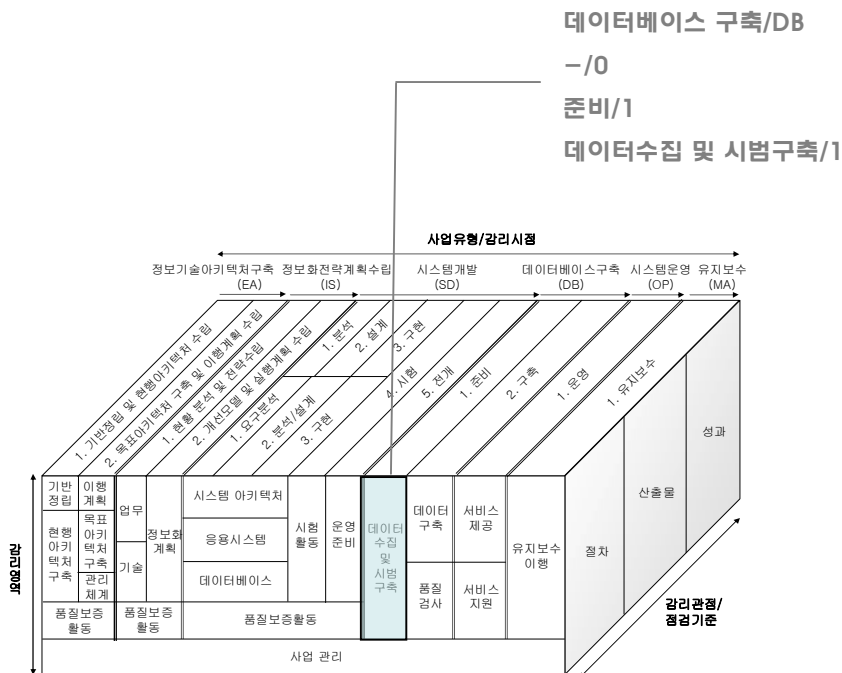 데이터베이스 구축/DB
–/0
준비/1
데이터수집 및 시범구축/1
사업유형/감리시점
정보기술아키텍처구축 정보화전략계획수립 시스템개발 데이터베이스구축 시스템운영 유지보수
(EA) (IS) (SD) (DB) (OP) (MA)
1. 기반정립 및 현행아키텍처 수립
2. 목표아키텍처 구축 및 이행계획 수립
1. 현황 분석 및 전략수립
2. 개선모델 및 실행계획 수립
1. 분석
2. 설계
3. 구현
1. 요구분석
2. 분석/설계
3. 구현
4. 시험
5. 전개
1. 준비
2. 구축
1. 운영
1. 유지보수
감리영역
기반
정립
이행
계획
현행
아키
텍처
구축
목표
아키
텍처
구축
관리
체계
품질보증
활동
업무
기술
정보화
계획
품질보증
활동
시스템 아키텍처
응용시스템
데이터베이스
시험
활동
운영
준비
품질보증활동
데이터
수집
및
시범
구축
데이터
구축
품질
검사
서비스
제공
서비스
지원
유지보수
이행
사업 관리
절차
산출물
성과
감리관점/
점검기준